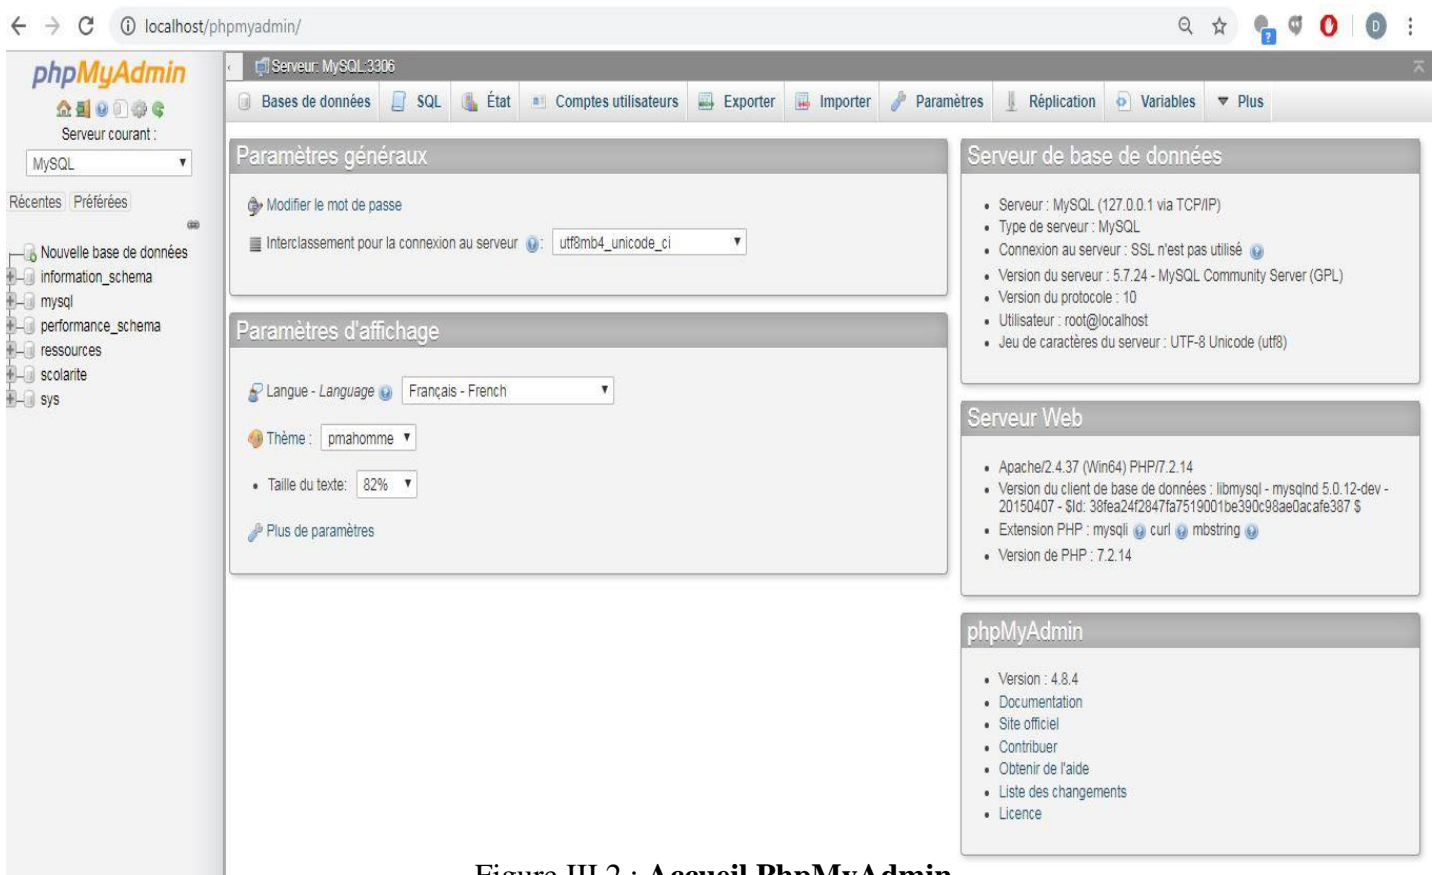 localhost/phpmyadmin/
D
?
phpMyAdmin
Serveur courant :
MySQL
Récentes Préférées
Nouvelle base de données
information_schema
mysql
performance_schema
ressources
scolarite
sys
Serveur: MySQL:3306
Bases de données SQL État Comptes utilisateurs Exporter Importer Paramètres Réplication Variables Plus
Paramètres généraux
Modifier le mot de passe
Interclassement pour la connexion au serveur : utf8mb4_unicode_ci
Paramètres d'affichage
Langue - Language Français - French
Thème : pmahomme
Taille du texte: 82%
Plus de paramètres
Serveur de base de données
Serveur : MySQL (127.0.0.1 via TCP/IP)
Type de serveur : MySQL
Connexion au serveur : SSL n'est pas utilisé
Version du serveur : 5.7.24 - MySQL Community Server (GPL)
Version du protocole : 10
Utilisateur : root@localhost
Jeu de caractères du serveur : UTF-8 Unicode (utf8)
Serveur Web
Apache/2.4.37 (Win64) PHP/7.2.14
Version du client de base de données : libmysql - mysqlnd 5.0.12-dev -
20150407 - $Id: 38fea24f2847fa7519001be390c98ae0acafe387 $
Extension PHP : mysqli curl mbstring
Version de PHP : 7.2.14
phpMyAdmin
Version : 4.8.4
Documentation
Site officiel
Contribuer
Obtenir de l'aide
Liste des changements
Licence
Figure III.2 : Accueil PhpMyAdmin